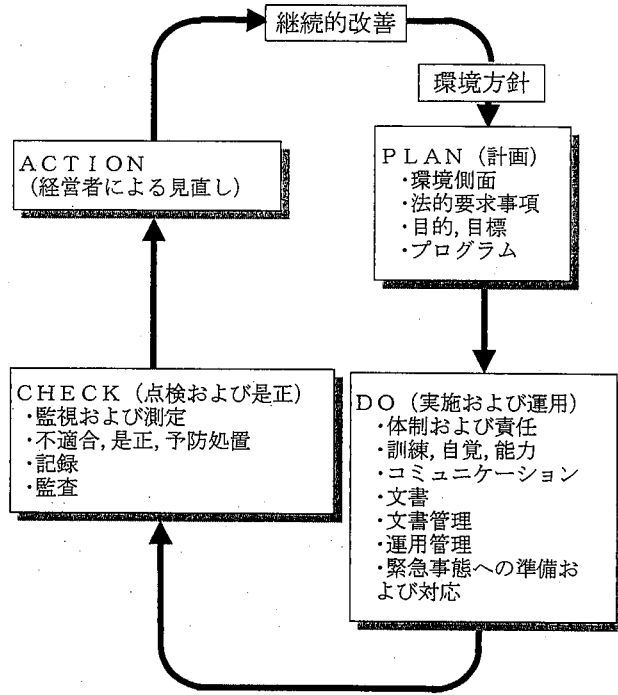 継続的改善
環境方針
PLAN(計画)
・環境側面
・法的要求事項
・目的,目標
・プログラム
DO(実施および運用)
・体制および責任
・訓練,自覚,能力
・コミュニケーション
・文書
・文書管理
・運用管理
・緊急事態への準備お
よび対応
CHECK(点検および是正)
・監視および測定
・不適合,是正,予防処置
・記録
・監査
ACTION
(経営者による見直し)